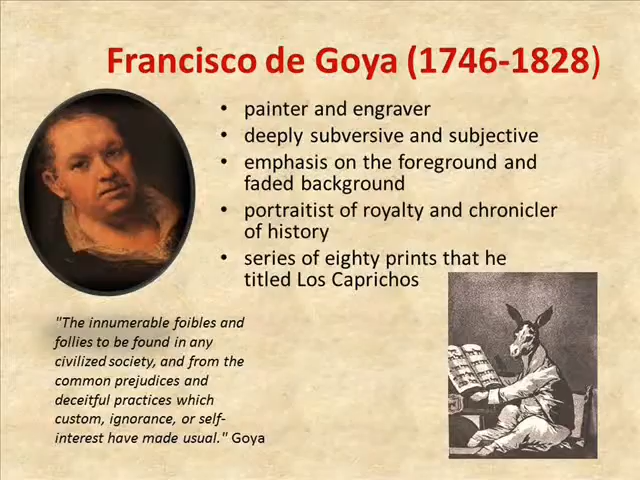 Francisco de Goya (1746-1828)
• painter and engraver
• deeply subversive and subjective
• emphasis on the foreground and
faded background
• portraitist of royalty and chronicler
of history
• series of eighty prints that he
titled Los Caprichos
"The innumerable foibles and
follies to be found in any
civilized society, and from the
common prejudices and
deceitful practices which
custom, ignorance, or self-
interest have made usual." Goya